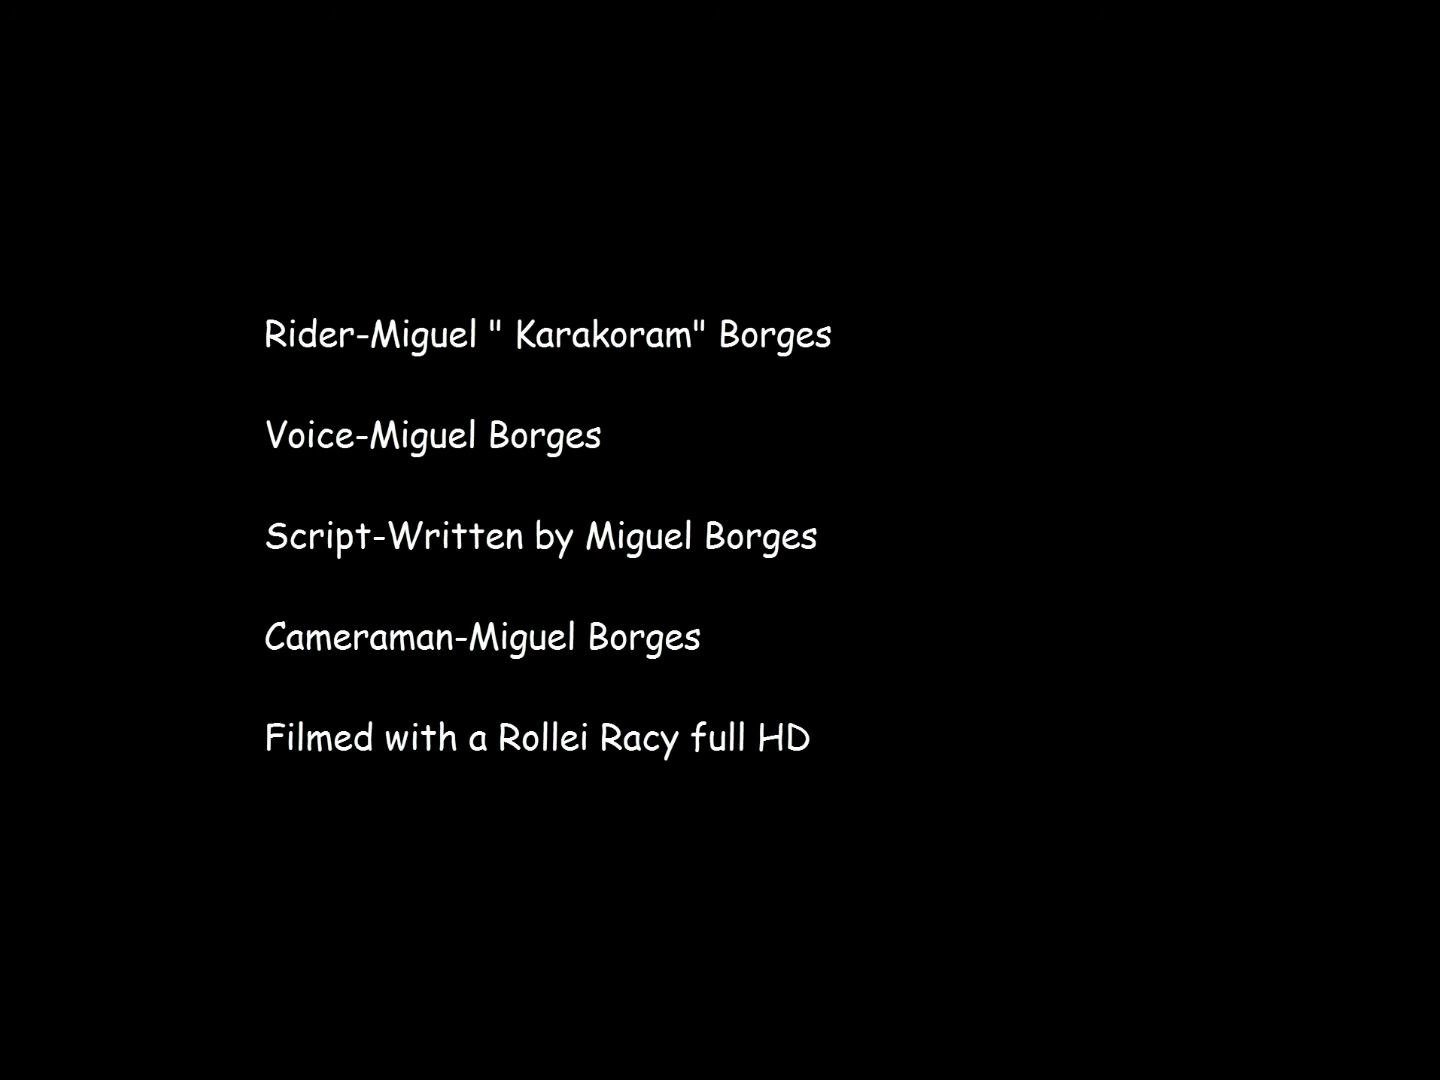 Rider-Miguel " Karakoram" Borges
Voice-Miguel Borges
Script-Written by Miguel Borges
Cameraman-Miguel Borges
Filmed with a Rollei Racy full HD